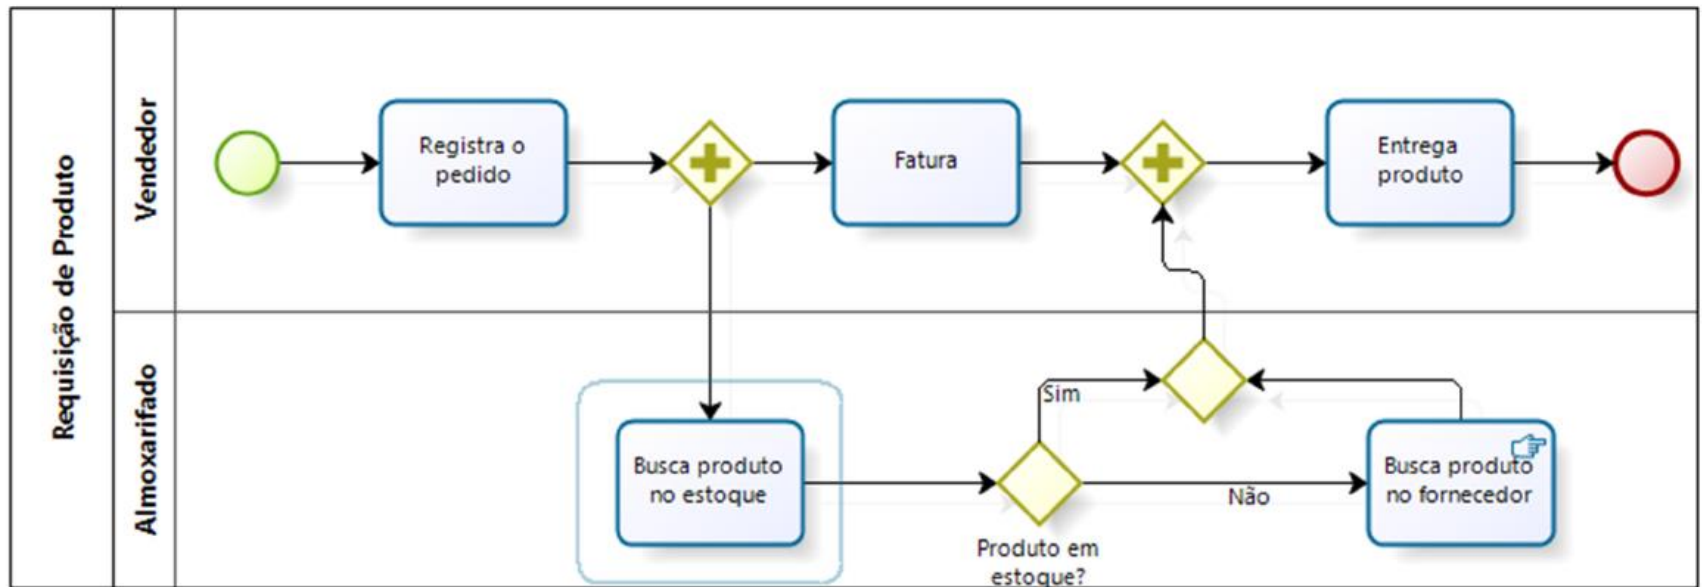 Requisição de Produto
Vendedor
Registra o
pedido
Fatura
Entrega
produto
Almoxarifado
Busca produto
no estoque
Produto em
estoque?
Sim
Não
Busca produto
no fornecedor